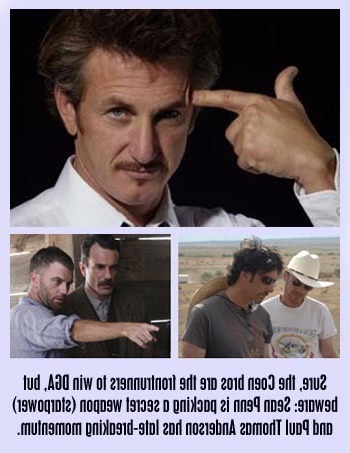 Sure, the Coen bros are the frontrunners to win DGA, but
beware: Sean Penn is packing a secret weapon (starpower)
and Paul Thomas Anderson has late-breaking momentum.